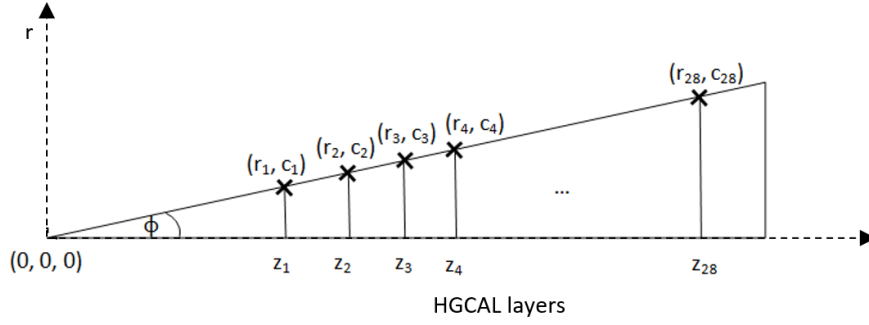 r
(r₂₈, c₂₈)
(r₁, c₁)
(r₂, c₂)
(r₃, c₃)
(r₄, c₄)
...
ϕ
(0, 0, 0)
z₁
z₂
z₃
z₄
z₂₈
HGCAL layers